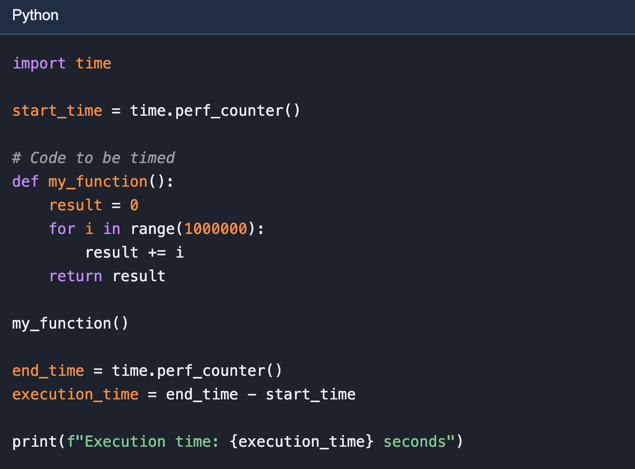 Python
import time
start_time = time.perf_counter()
# Code to be timed
def my_function():
    result = 0
    for i in range(1000000):
        result += i
    return result
my_function()
end_time = time.perf_counter()
execution_time = end_time - start_time
print(f"Execution time: {execution_time} seconds")